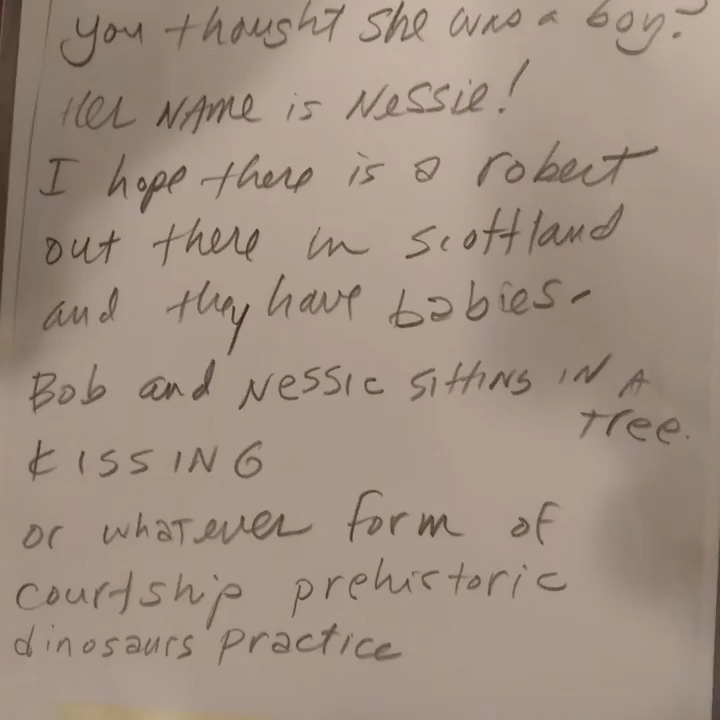 you thought she was a boy?
Her NAME is Nessie!
I hope there is a robert
out there in Scottland
and they have babies.
Bob and NESSIE SITTING IN A
Tree.
KISSING
or whatever form of
courtship prehistoric
dinosaurs practice